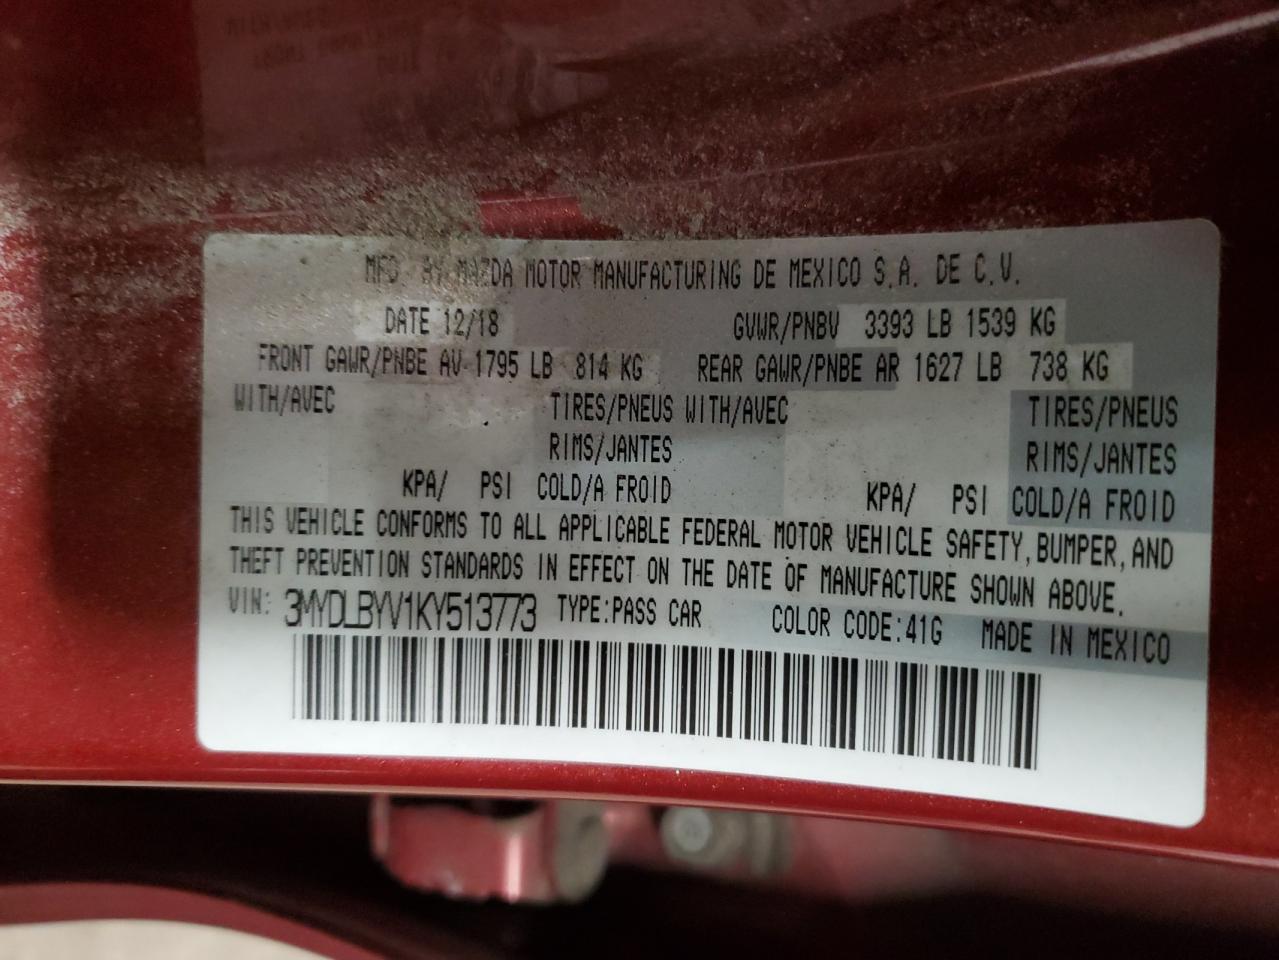 MFD. BY MAZDA MOTOR MANUFACTURING DE MEXICO S.A. DE C.V.
DATE 12/18 GVWR/PNBV 3393 LB 1539 KG
FRONT GAWR/PNBE AV 1795 LB 814 KG REAR GAWR/PNBE AR 1627 LB 738 KG
WITH/AVEC TIRES/PNEUS WITH/AVEC TIRES/PNEUS
RIMS/JANTES RIMS/JANTES
KPA/ PSI COLD/A FROID KPA/ PSI COLD/A FROID
THIS VEHICLE CONFORMS TO ALL APPLICABLE FEDERAL MOTOR VEHICLE SAFETY, BUMPER, AND
THEFT PREVENTION STANDARDS IN EFFECT ON THE DATE OF MANUFACTURE SHOWN ABOVE.
VIN: 3MYDLBYV1KY513773 TYPE:PASS CAR COLOR CODE:41G MADE IN MEXICO